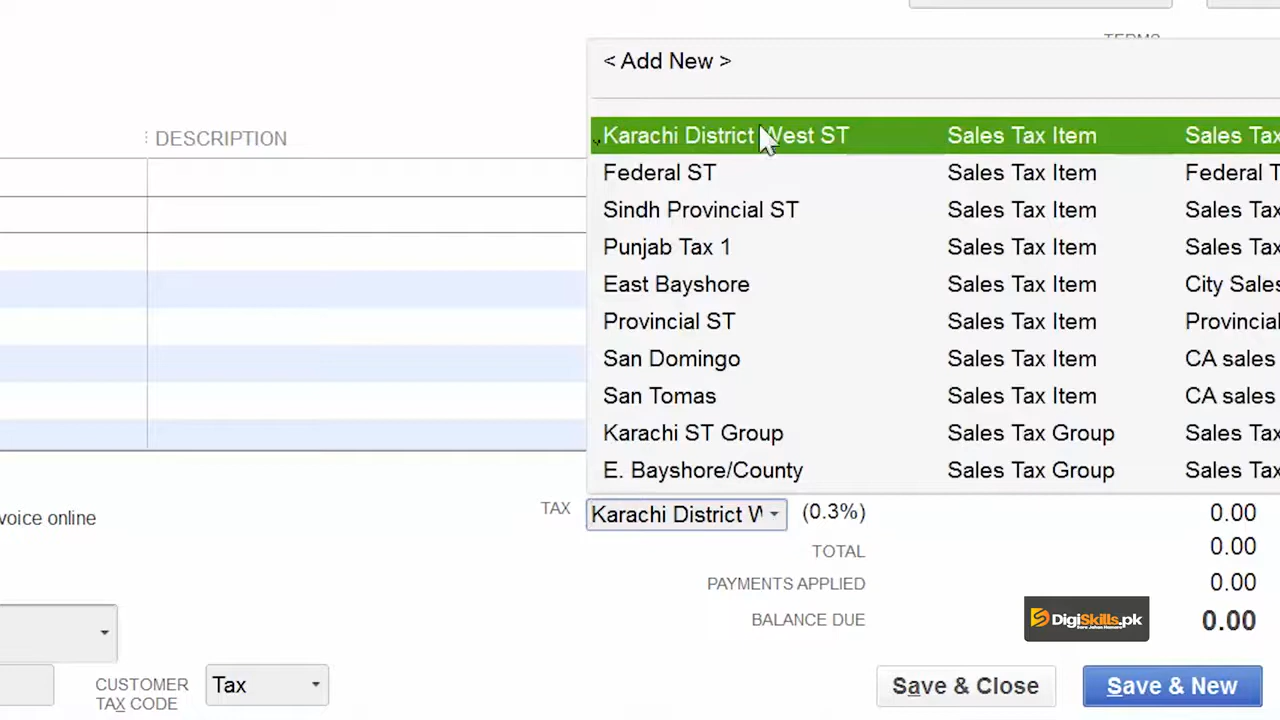 TERMS
< Add New >
DESCRIPTION
Karachi District West ST Sales Tax Item Sales Ta
Federal ST Sales Tax Item Federal T
Sindh Provincial ST Sales Tax Item Sales Tax
Punjab Tax 1 Sales Tax Item Sales Tax
East Bayshore Sales Tax Item City Sales
Provincial ST Sales Tax Item Provincial
San Domingo Sales Tax Item CA sales
San Tomas Sales Tax Item CA sales
Karachi ST Group Sales Tax Group Sales Tax
E. Bayshore/County Sales Tax Group Sales Tax
voice online TAX Karachi District W (0.3%) 0.00
TOTAL 0.00
PAYMENTS APPLIED 0.00
BALANCE DUE 0.00
DigiSkills.pk
CUSTOMER
TAX CODE
Tax
Save & Close
Save & New